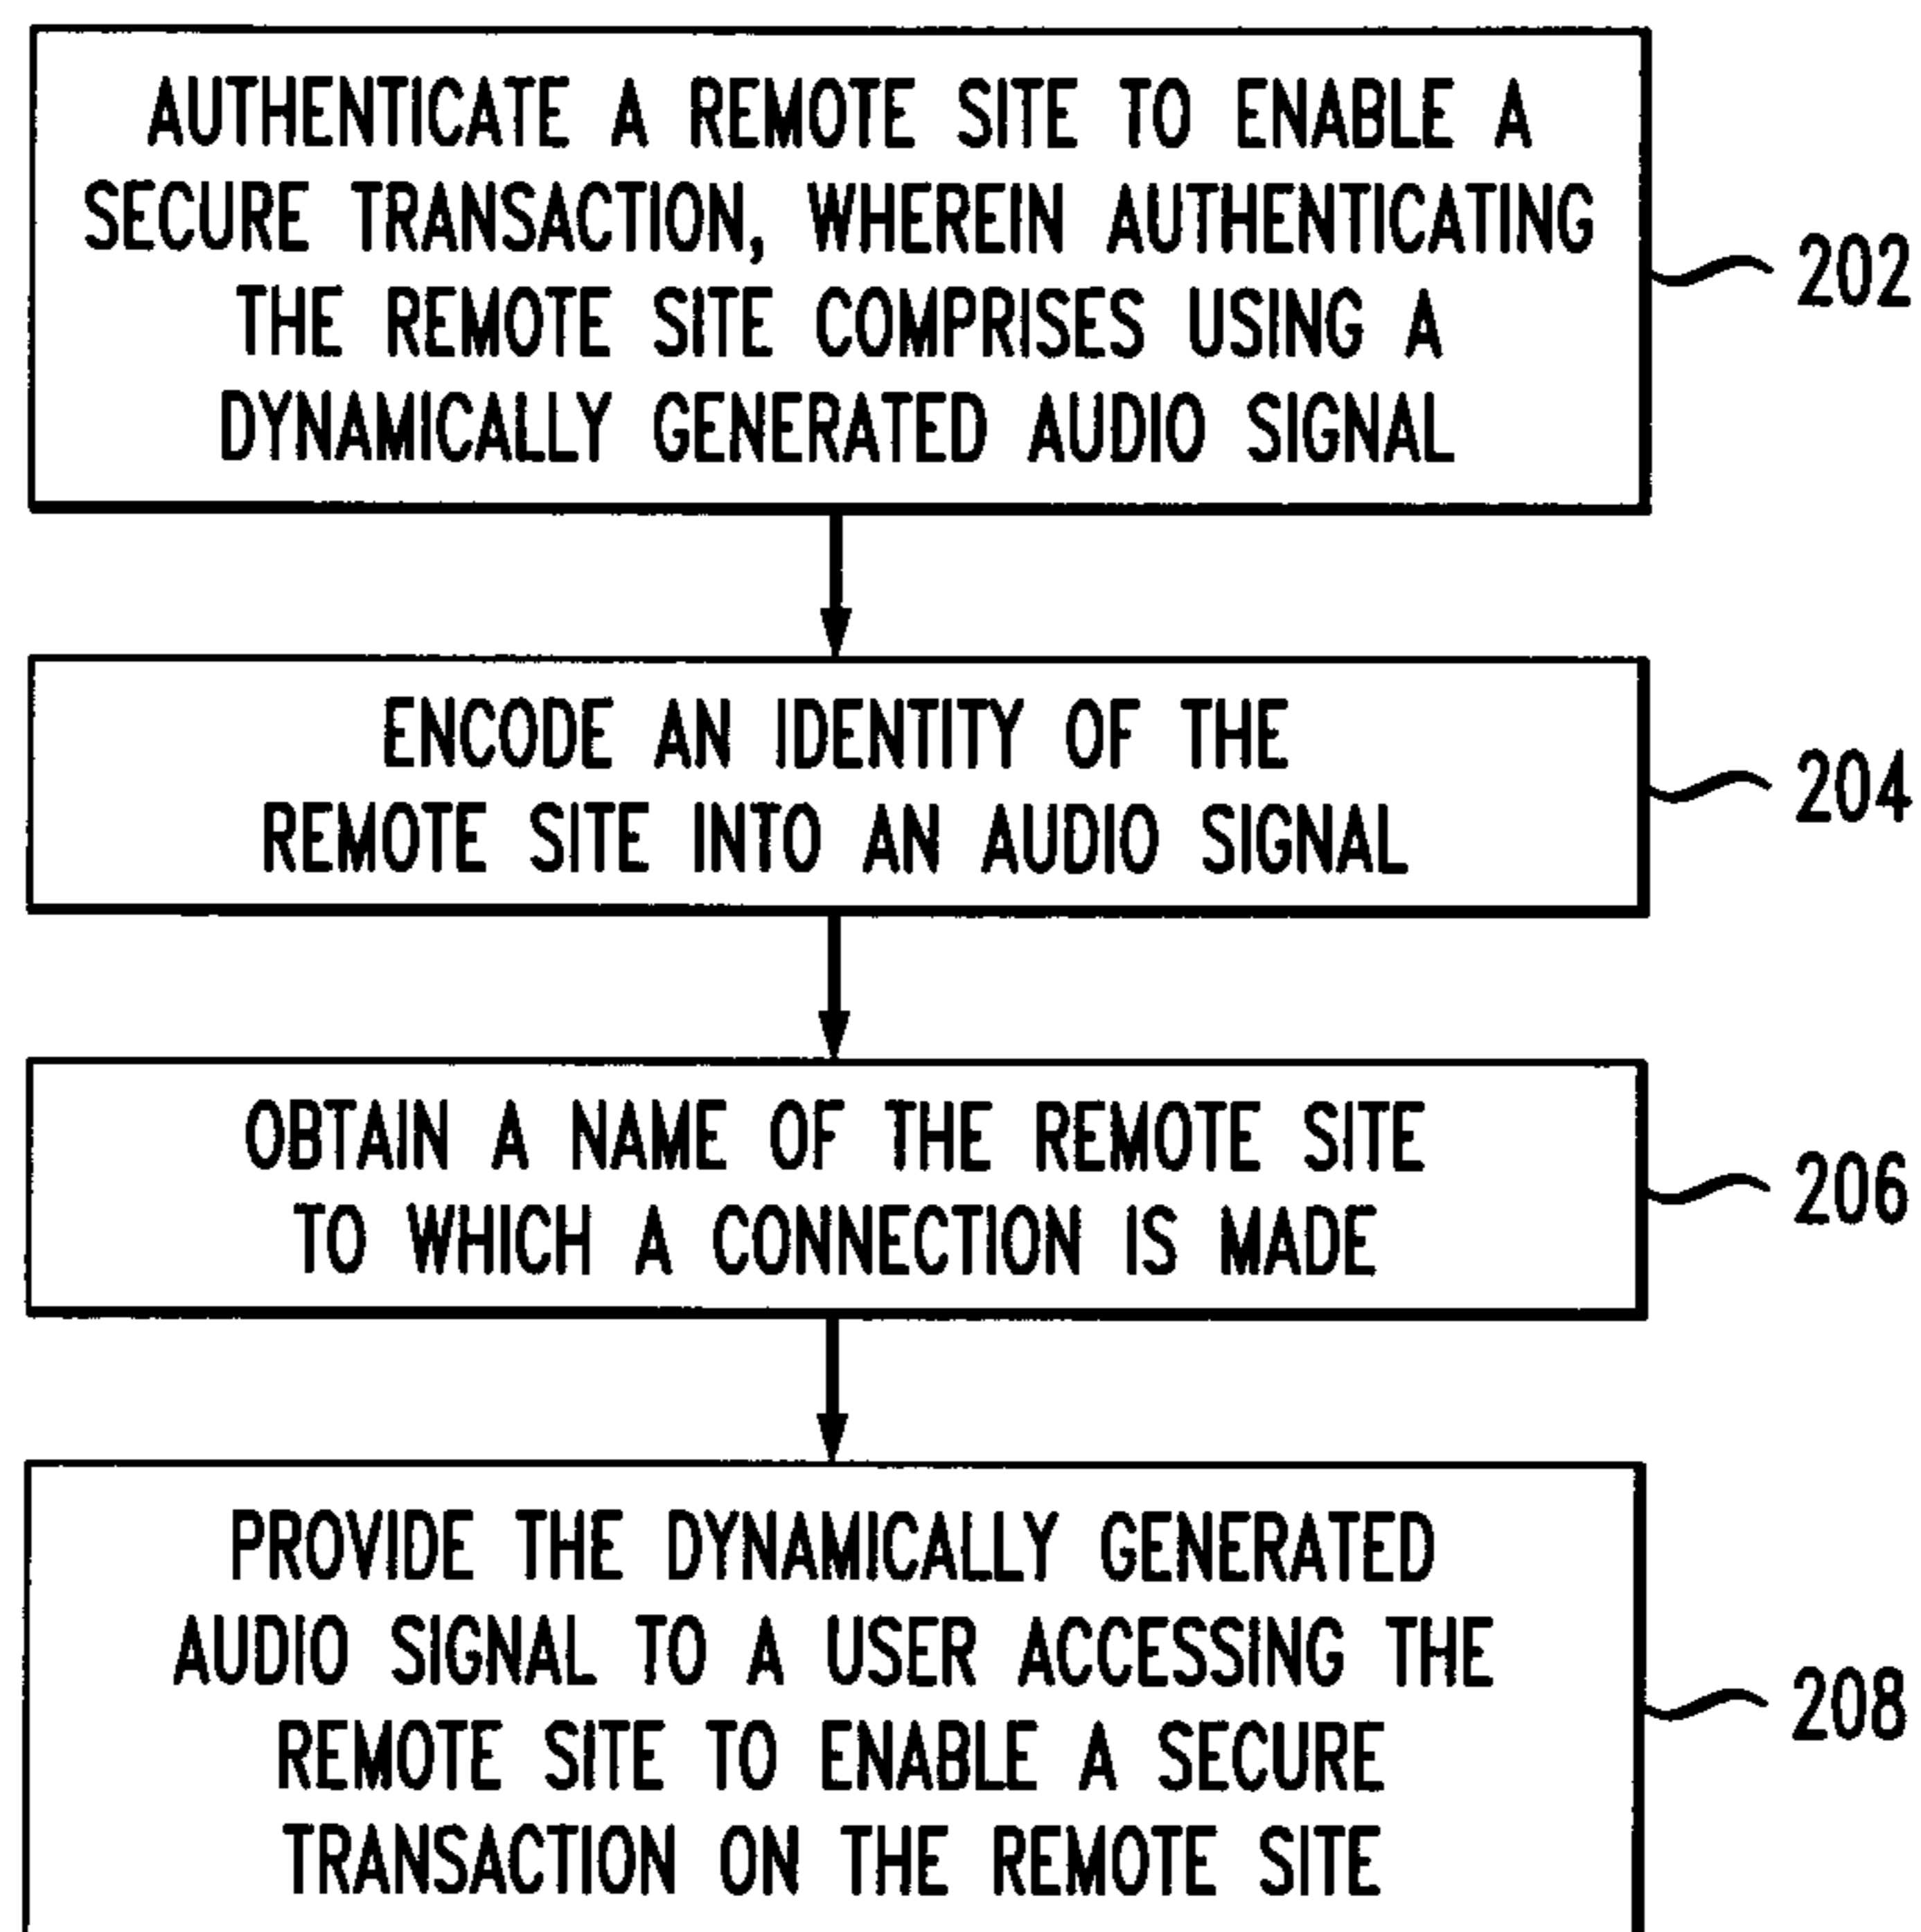 AUTHENTICATE A REMOTE SITE TO ENABLE A
SECURE TRANSACTION, WHEREIN AUTHENTICATING
THE REMOTE SITE COMPRISES USING A
DYNAMICALLY GENERATED AUDIO SIGNAL
202
ENCODE AN IDENTITY OF THE
REMOTE SITE INTO AN AUDIO SIGNAL
204
OBTAIN A NAME OF THE REMOTE SITE
TO WHICH A CONNECTION IS MADE
206
PROVIDE THE DYNAMICALLY GENERATED
AUDIO SIGNAL TO A USER ACCESSING THE
REMOTE SITE TO ENABLE A SECURE
TRANSACTION ON THE REMOTE SITE
208